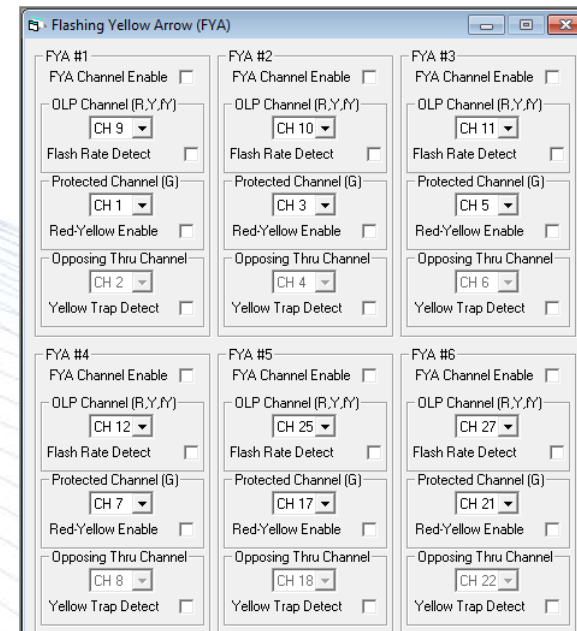 Flashing Yellow Arrow (FYA)
FYA #1
FYA Channel Enable
OLP Channel (R,Y,fY)
CH 9
Flash Rate Detect
Protected Channel (G)
CH 1
Red-Yellow Enable
Opposing Thru Channel
CH 2
Yellow Trap Detect
FYA #2
FYA Channel Enable
OLP Channel (R,Y,fY)
CH 10
Flash Rate Detect
Protected Channel (G)
CH 3
Red-Yellow Enable
Opposing Thru Channel
CH 4
Yellow Trap Detect
FYA #3
FYA Channel Enable
OLP Channel (R,Y,fY)
CH 11
Flash Rate Detect
Protected Channel (G)
CH 5
Red-Yellow Enable
Opposing Thru Channel
CH 6
Yellow Trap Detect
FYA #4
FYA Channel Enable
OLP Channel (R,Y,fY)
CH 12
Flash Rate Detect
Protected Channel (G)
CH 7
Red-Yellow Enable
Opposing Thru Channel
CH 8
Yellow Trap Detect
FYA #5
FYA Channel Enable
OLP Channel (R,Y,fY)
CH 25
Flash Rate Detect
Protected Channel (G)
CH 17
Red-Yellow Enable
Opposing Thru Channel
CH 18
Yellow Trap Detect
FYA #6
FYA Channel Enable
OLP Channel (R,Y,fY)
CH 27
Flash Rate Detect
Protected Channel (G)
CH 21
Red-Yellow Enable
Opposing Thru Channel
CH 22
Yellow Trap Detect